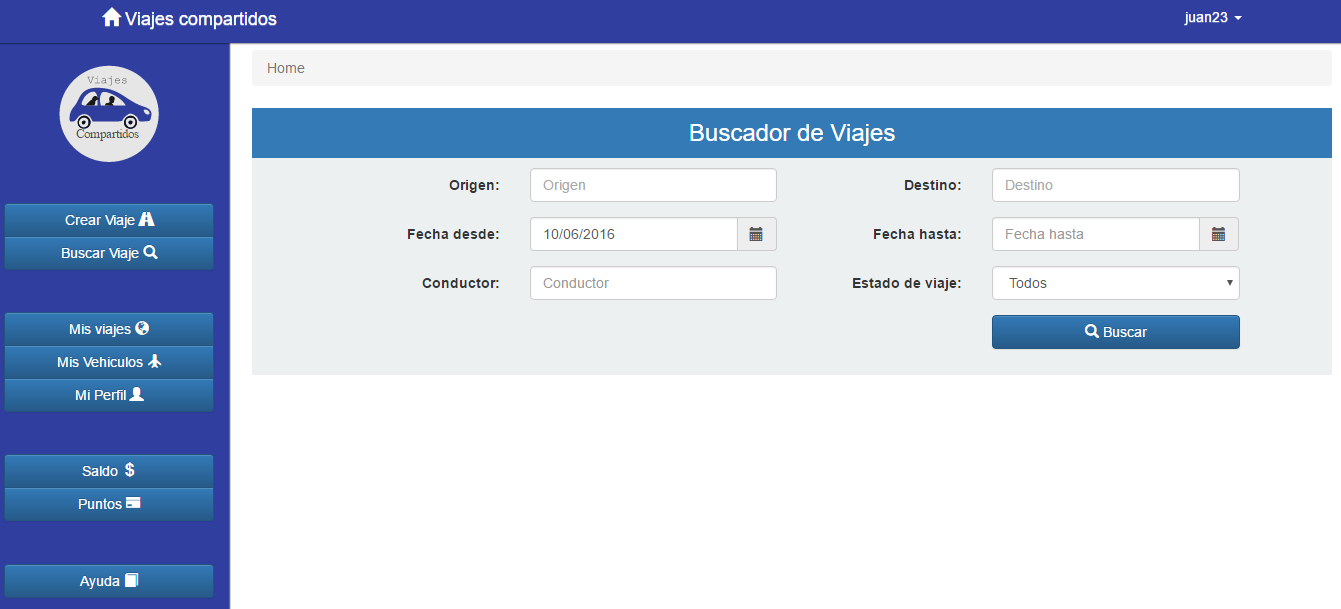 Viajes compartidos
juan23
Viajes
Compartidos
Crear Viaje
Buscar Viaje
Mis viajes
Mis Vehiculos
Mi Perfil
Saldo $
Puntos
Ayuda
Home
Buscador de Viajes
Origen: Origen Destino: Destino
Fecha desde: 10/06/2016 Fecha hasta: Fecha hasta
Conductor: Conductor Estado de viaje: Todos
Buscar